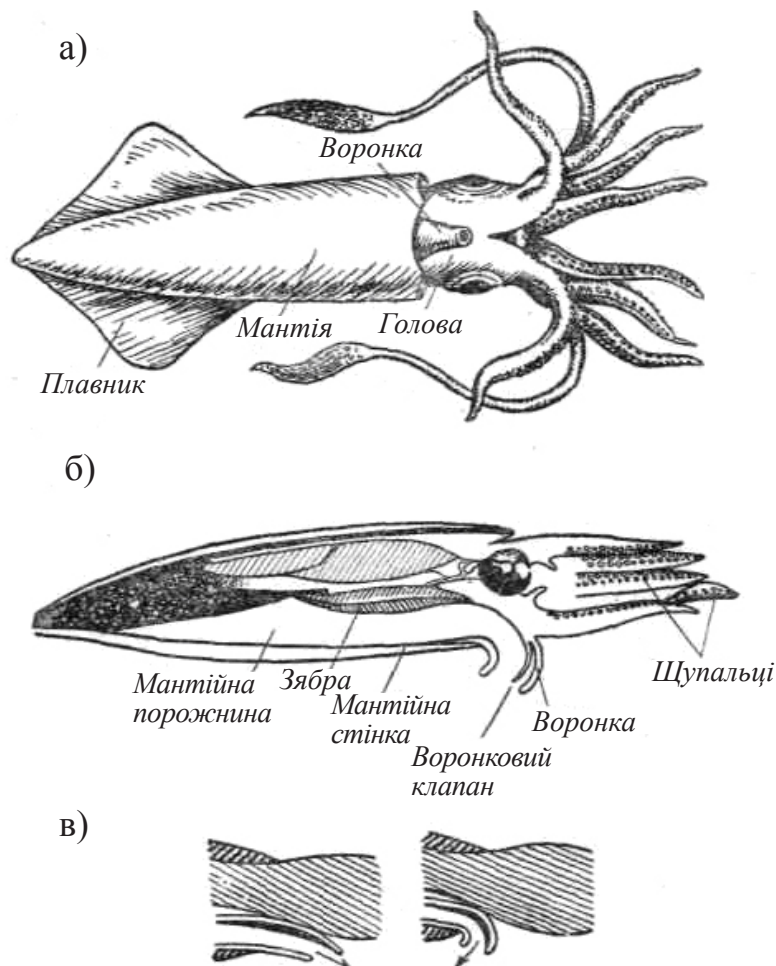 а)
Воронка
Мантія
Голова
Плавник
б)
Мантійна
порожнина
Зябра
Мантійна
стінка
Воронковий
клапан
Воронка
Щупальці
в)